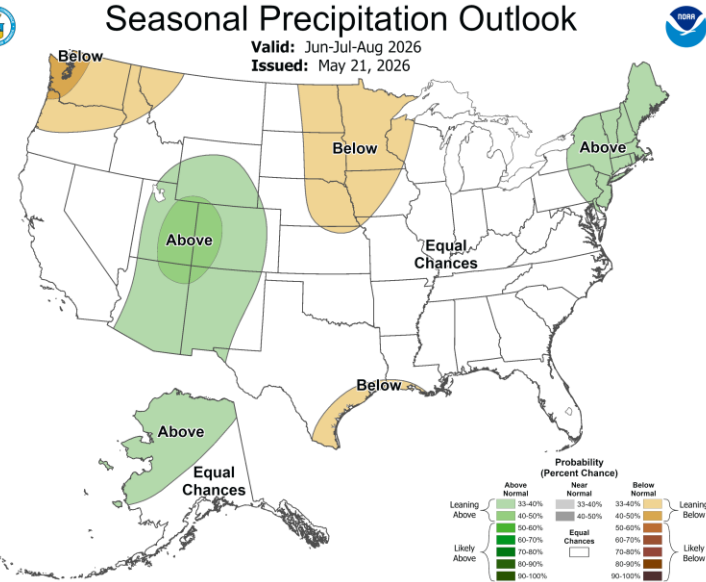 Seasonal Precipitation Outlook
Valid: Jun-Jul-Aug 2026
Issued: May 21, 2026
NOAA
Below
Below
Above
Above
Equal
Chances
Below
Above
Equal
Chances
Probability
(Percent Chance)
Above
Normal
Near
Normal
Below
Normal
Leaning
Above
33-40%
40-50%
50-60%
60-70%
70-80%
80-90%
90-100%
Likely
Above
33-40%
40-50%
Equal
Chances
33-40%
40-50%
50-60%
60-70%
70-80%
80-90%
90-100%
Leaning
Below
Likely
Below